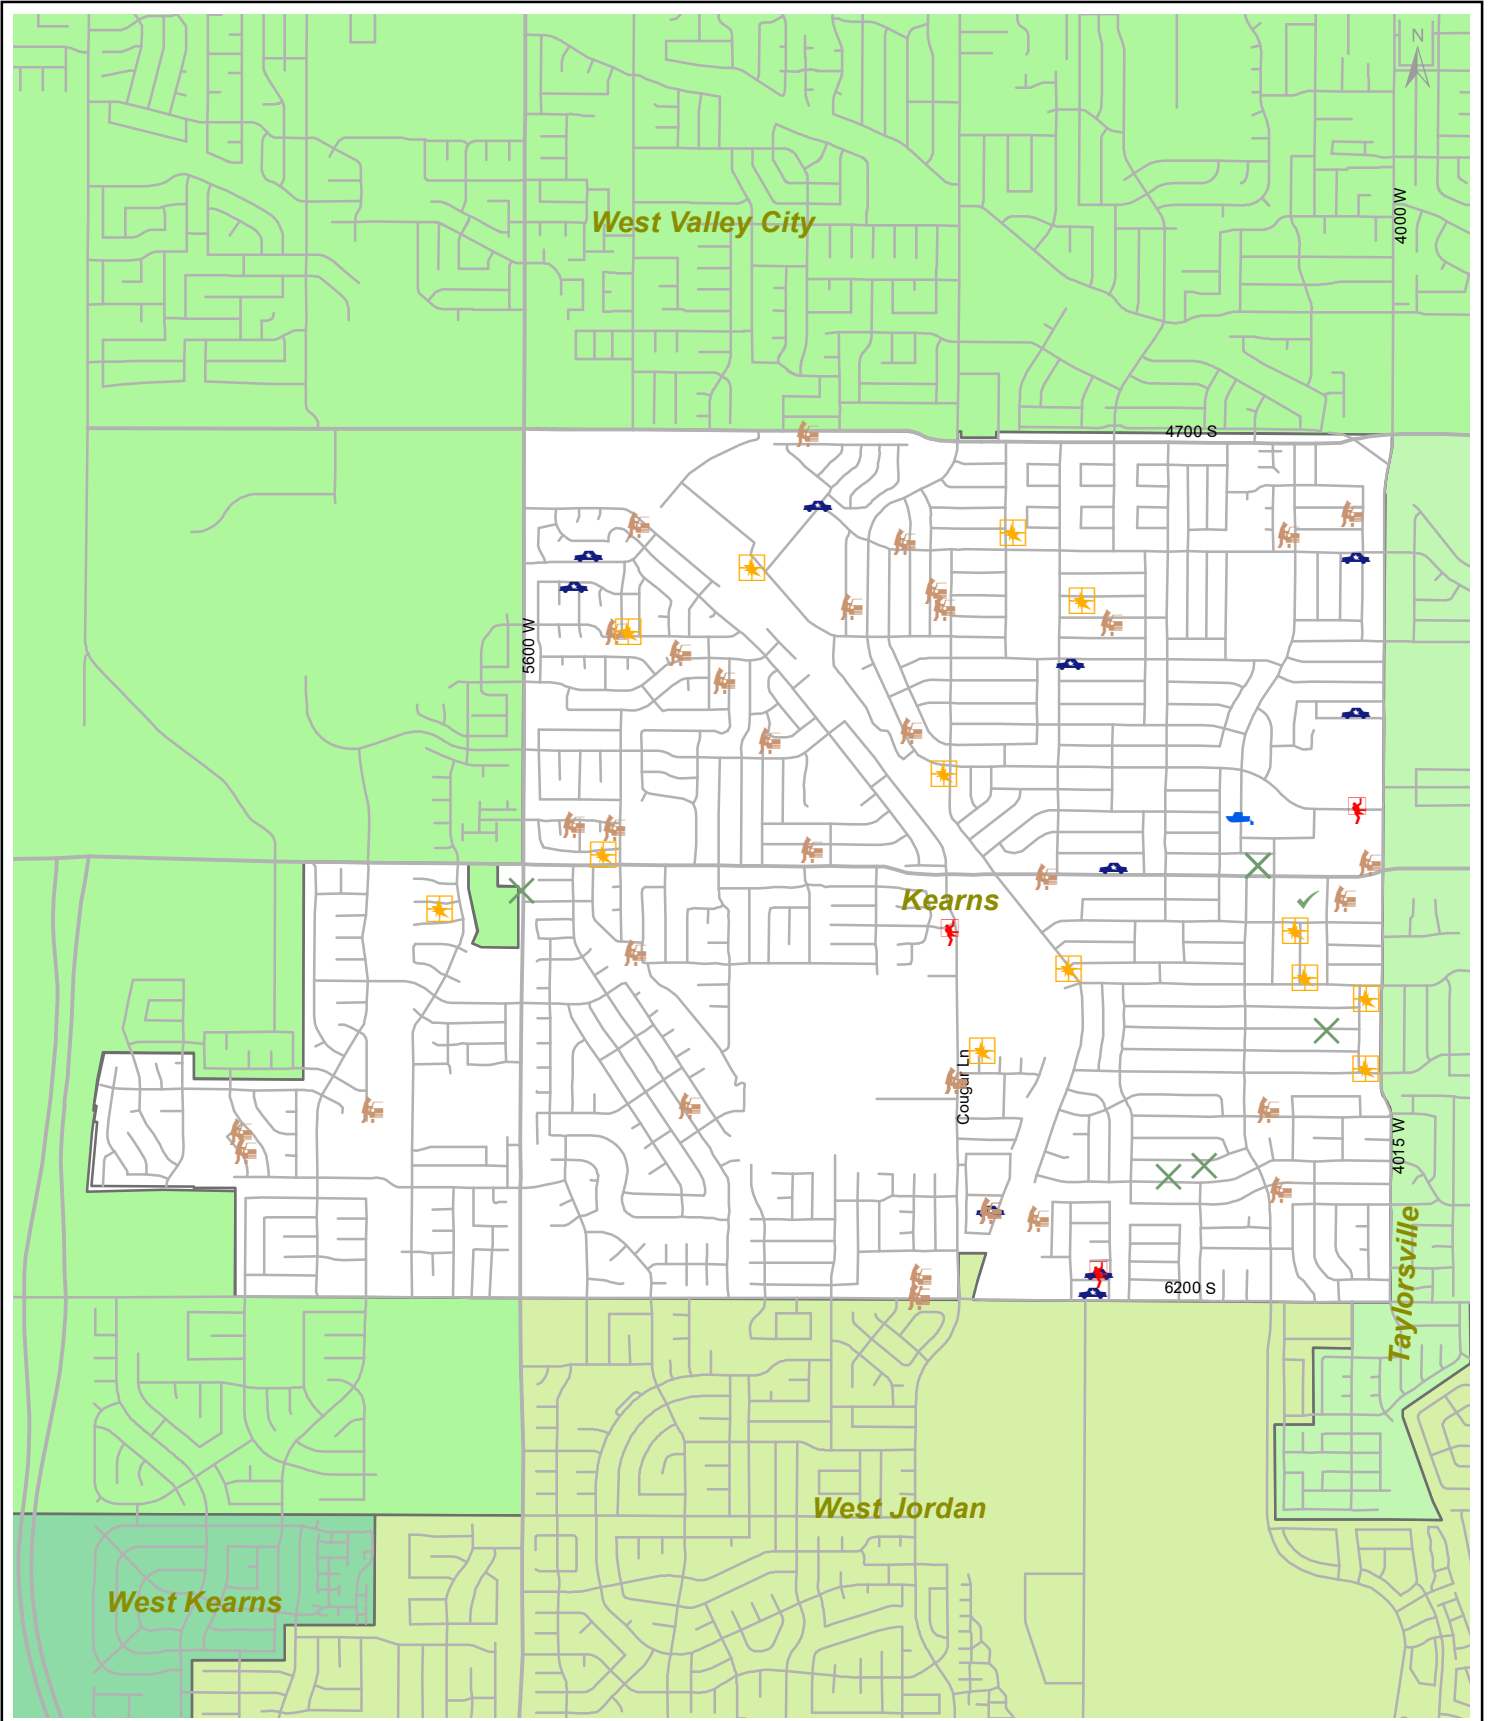 N
4000 W
West Valley City
4700 S
5600 W
Kearns
Cougar Ln
4015 W
Taylorsville
6200 S
West Jordan
West Kearns